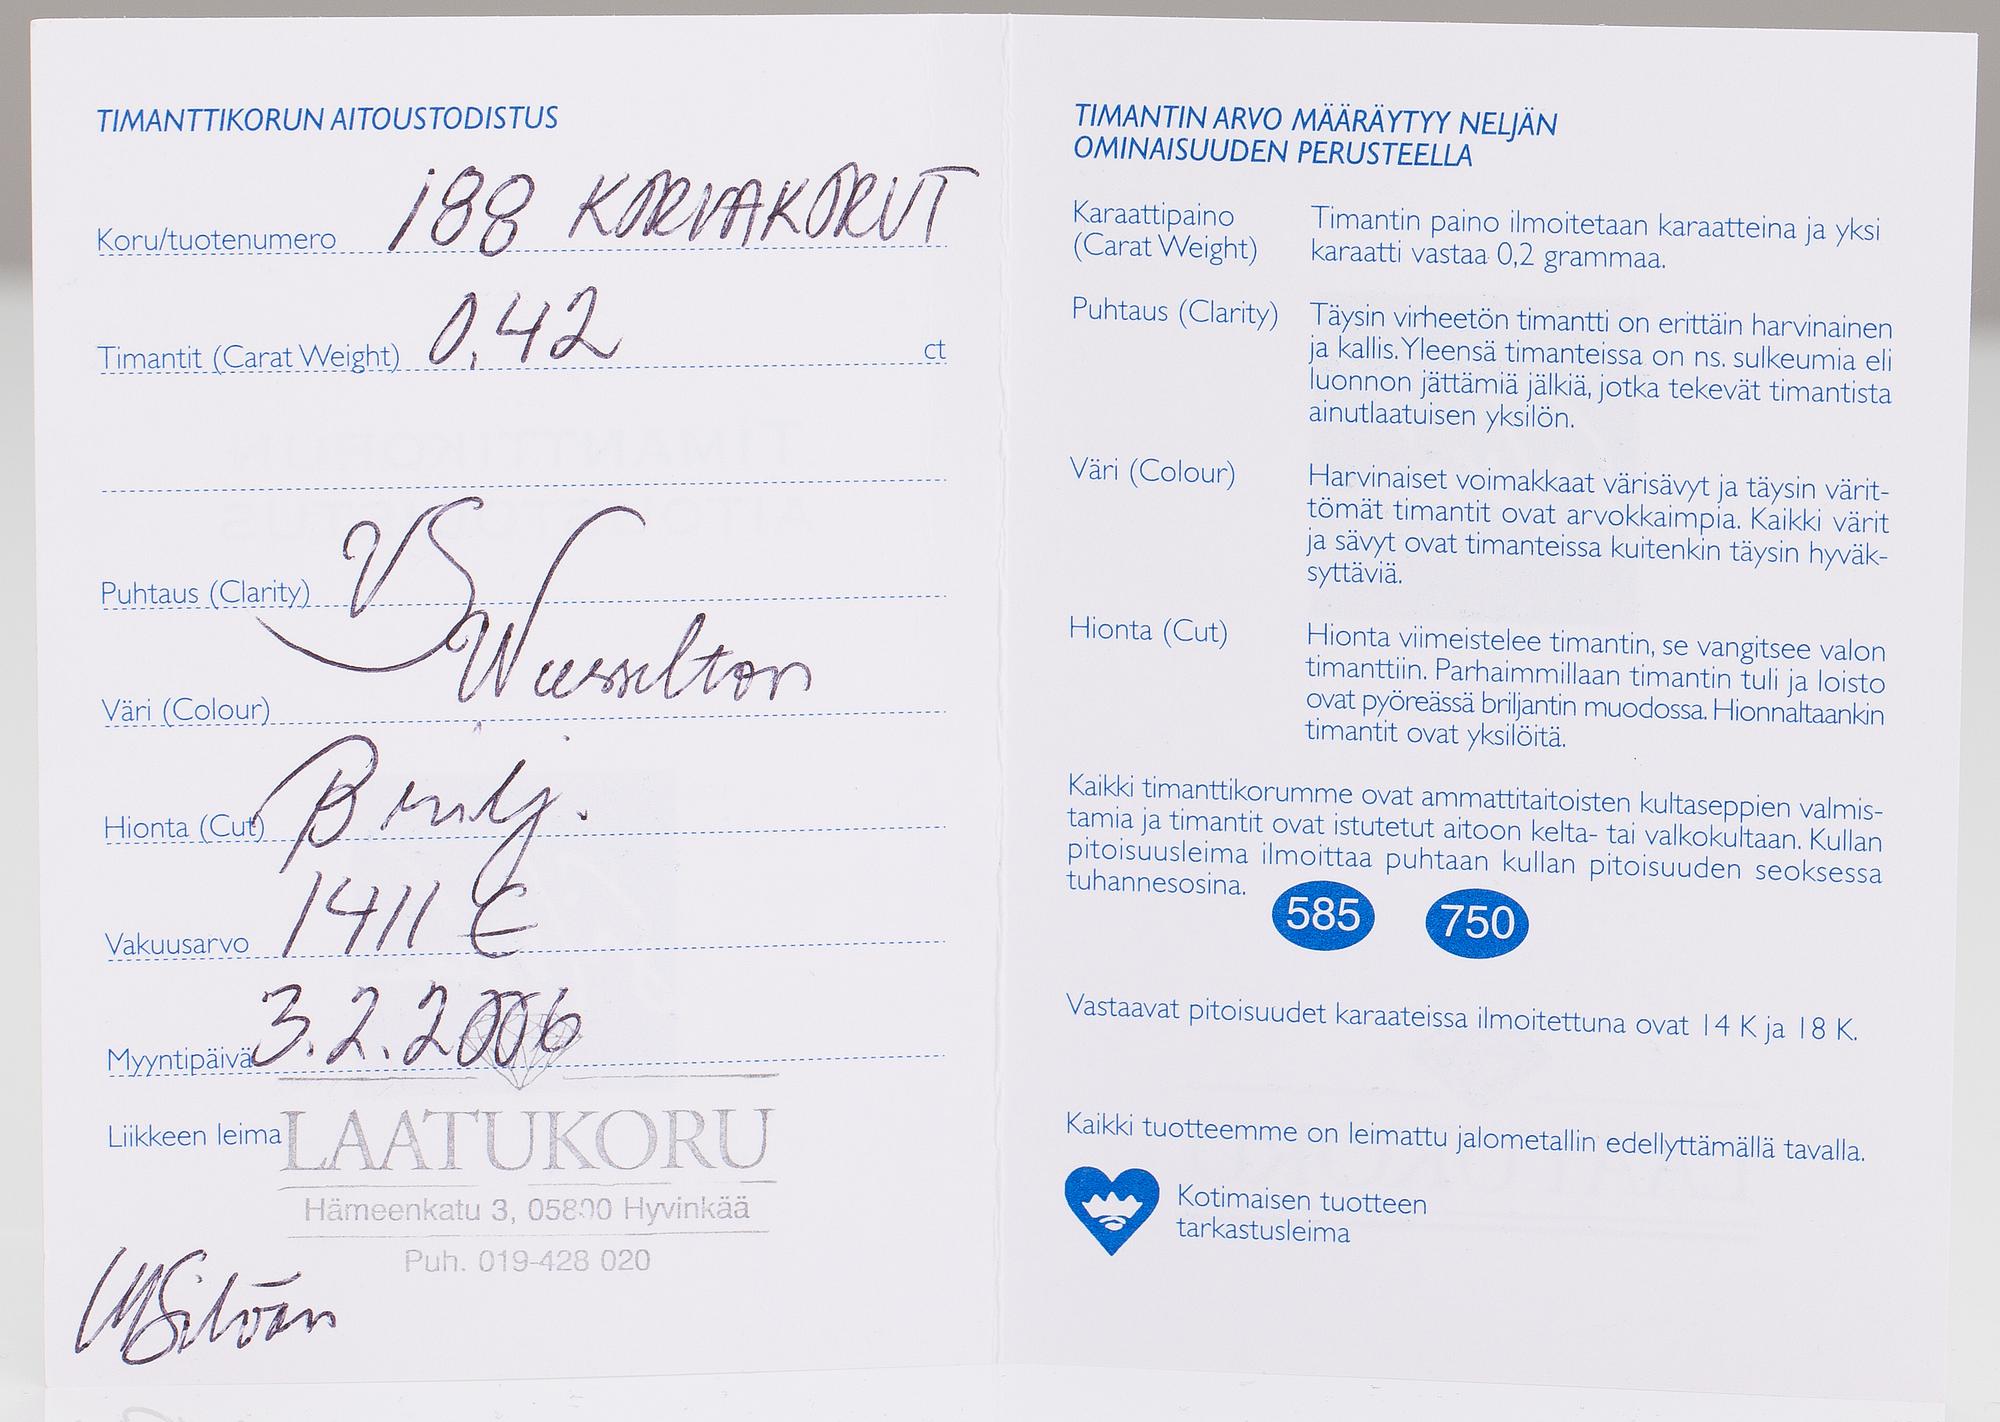 TIMANTTIKORUN AITOUSTODISTUS
Koru/tuotenumero 188 KORVAKORUT
Timantit (Carat Weight) 0,42 ct
Puhtaus (Clarity) VS
Väri (Colour) Weesselton
Hionta (Cut) Brilj.
Vakuusarvo 1411 €
Myyntipäivä 3.2.2006
Liikkeen leima LAATUKORU
Hämeenkatu 3, 05800 Hyvinkää
Puh. 019-428 020
TIMANTIN ARVO MÄÄRÄYTYY NELJÄN
OMINAISUUDEN PERUSTEELLA
Karaattipaino Timantin paino ilmoitetaan karaatteina ja yksi
(Carat Weight) karaatti vastaa 0,2 grammaa.
Puhtaus (Clarity) Täysin virheetön timantti on erittäin harvinainen
ja kallis. Yleensä timanteissa on ns. sulkeumia eli
luonnon jättämiä jälkiä, jotka tekevät timantista
ainutlaatuisen yksilön.
Väri (Colour) Harvinaiset voimakkaat värisävyt ja täysin värit-
tömät timantit ovat arvokkaimpia. Kaikki värit
ja sävyt ovat timanteissa kuitenkin täysin hyväk-
syttäviä.
Hionta (Cut) Hionta viimeistelee timantin, se vangitsee valon
timanttiin. Parhaimmillaan timantin tuli ja loisto
ovat pyöreässä briljantin muodossa. Hionnaltaankin
timantit ovat yksilöitä.
Kaikki timanttikorumme ovat ammattitaitoisten kultaseppien valmis-
tamia ja timantit ovat istutetut aitoon kelta- tai valkokultaan. Kullan
pitoisuusleima ilmoittaa puhtaan kullan pitoisuuden seoksessa
tuhannesosina. 585 750
Vastaavat pitoisuudet karaateissa ilmoitettuna ovat 14 K ja 18 K.
Kaikki tuotteemme on leimattu jalometallin edellyttämällä tavalla.
Kotimaisen tuotteen
tarkastusleima